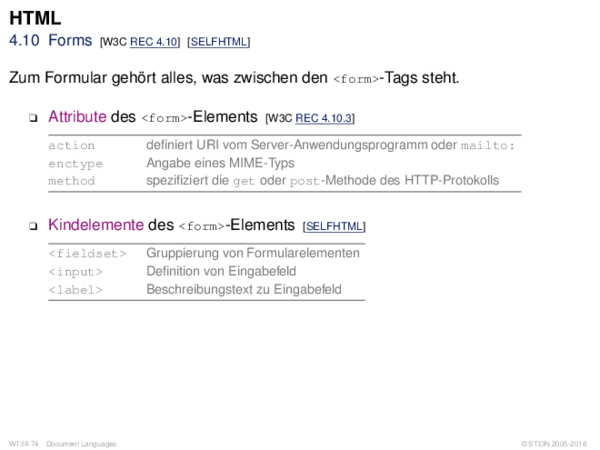 HTML
4.10 Forms [W3C REC 4.10] [SELFHTML]
Zum Formular gehört alles, was zwischen den <form>-Tags steht.
❑ Attribute des <form>-Elements [W3C REC 4.10.3]
action definiert URI vom Server-Anwendungsprogramm oder mailto:
enctype Angabe eines MIME-Typs
method spezifiziert die get oder post-Methode des HTTP-Protokolls
❑ Kindelemente des <form>-Elements [SELFHTML]
<fieldset> Gruppierung von Formularelementen
<input> Definition von Eingabefeld
<label> Beschreibungstext zu Eingabefeld
WT:II-74 Document Languages © STEIN 2005-2018